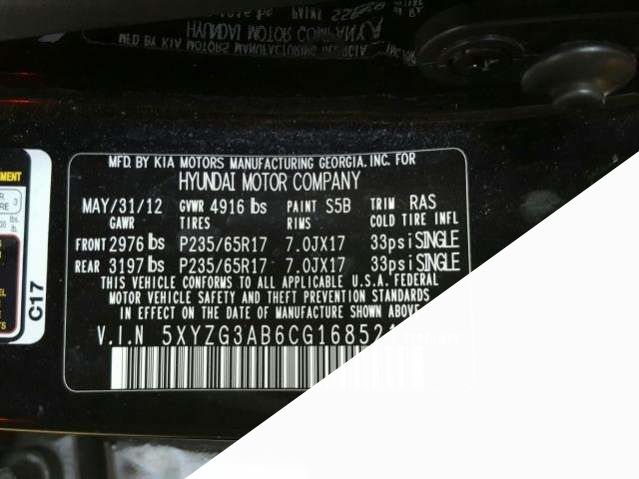 MFD. BY KIA MOTORS MANUFACTURING GEORGIA, INC. FOR
HYUNDAI MOTOR COMPANY
MAY/31/12 GVWR 4916 lbs PAINT S5B TRIM RAS
GAWR TIRES RIMS COLD TIRE INFL
FRONT 2976 lbs P235/65R17 7.0JX17 33psi SINGLE
REAR 3197 lbs P235/65R17 7.0JX17 33psi SINGLE
THIS VEHICLE CONFORMS TO ALL APPLICABLE U.S.A. FEDERAL
MOTOR VEHICLE SAFETY AND THEFT PREVENTION STANDARDS
IN EFFECT ON THE DATE OF MANUFACTURE SHOWN ABOVE
V.I.N 5XYZG3AB6CG16852
C17